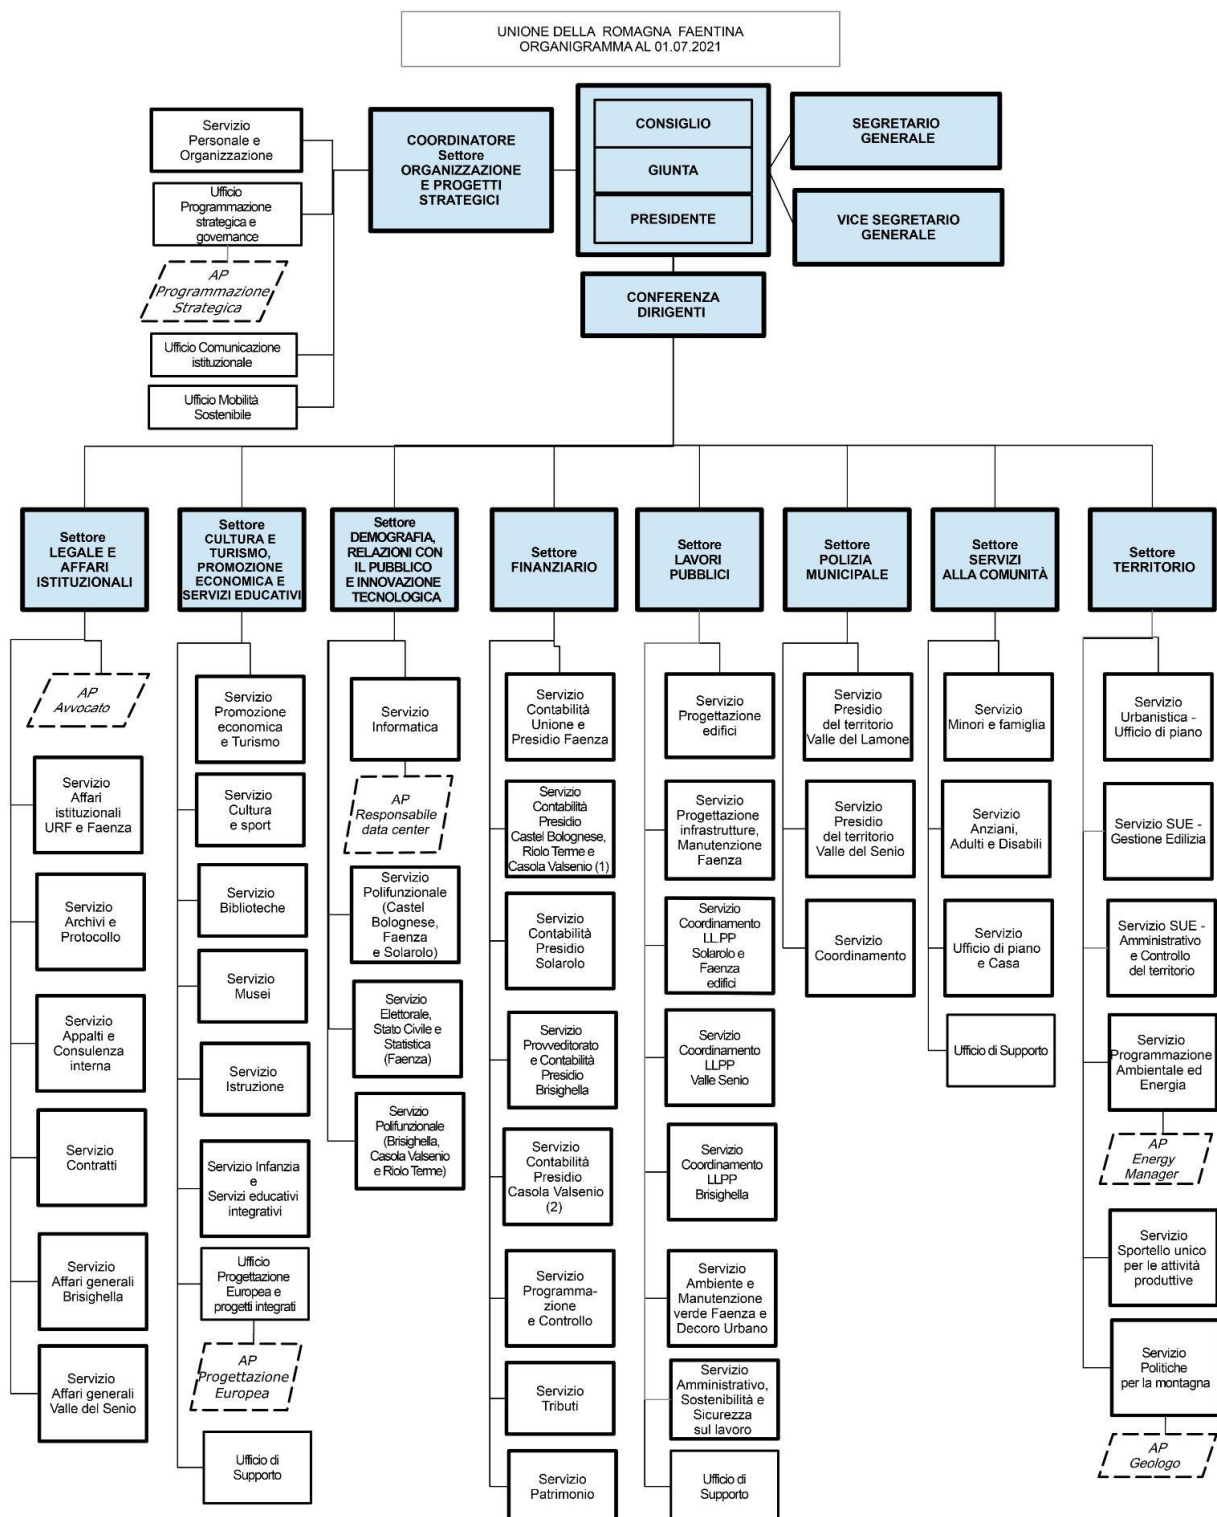 UNIONE DELLA ROMAGNA FAENTINA
ORGANIGRAMMA AL 01.07.2021
Servizio
Personale e
Organizzazione
Ufficio
Programmazione
strategica e
governance
AP
Programmazione
Strategica
Ufficio Comunicazione
istituzionale
Ufficio Mobilità
Sostenibile
COORDINATORE
Settore
ORGANIZZAZIONE
E PROGETTI
STRATEGICI
CONSIGLIO
GIUNTA
PRESIDENTE
SEGRETARIO
GENERALE
VICE SEGRETARIO
GENERALE
CONFERENZA
DIRIGENTI
Settore
LEGALE E
AFFARI
ISTITUZIONALI
AP
Avvocato
Servizio
Affari
istituzionali
URF e Faenza
Servizio
Archivi e
Protocollo
Servizio
Appalti e
Consulenza
interna
Servizio
Contratti
Servizio
Affari generali
Brisighella
Servizio
Affari generali
Valle del Senio
Settore
CULTURA E
TURISMO,
PROMOZIONE
ECONOMICA E
SERVIZI EDUCATIVI
Servizio
Promozione
economica
e Turismo
Servizio
Cultura
e sport
Servizio
Biblioteche
Servizio
Musei
Servizio
Istruzione
Servizio Infanzia
e
Servizi educativi
integrativi
Ufficio
Progettazione
Europea e
progetti integrati
AP
Progettazione
Europea
Ufficio di
Supporto
Settore
DEMOGRAFIA,
RELAZIONI CON
IL PUBBLICO
E INNOVAZIONE
TECNOLOGICA
Servizio
Informatica
AP
Responsabile
data center
Servizio
Polifunzionale
(Castel
Bolognese,
Faenza
e Solarolo)
Servizio
Elettorale,
Stato Civile e
Statistica
(Faenza)
Servizio
Polifunzionale
(Brisighella,
Casola Valsenio
e Riolo Terme)
Settore
FINANZIARIO
Servizio
Contabilità
Unione e
Presidio Faenza
Servizio
Contabilità
Presidio
Castel Bolognese,
Riolo Terme e
Casola Valsenio (1)
Servizio
Contabilità
Presidio
Solarolo
Servizio
Provveditorato
e Contabilità
Presidio
Brisighella
Servizio
Contabilità
Presidio
Casola Valsenio
(2)
Servizio
Programma-
zione
e Controllo
Servizio
Tributi
Servizio
Patrimonio
Settore
LAVORI
PUBBLICI
Servizio
Progettazione
edifici
Servizio
Progettazione
infrastrutture,
Manutenzione
Faenza
Servizio
Coordinamento
LL.PP
Solarolo e
Faenza
edifici
Servizio
Coordinamento
LLPP
Valle Senio
Servizio
Coordinamento
LLPP
Brisighella
Servizio
Ambiente e
Manutenzione
verde Faenza e
Decoro Urbano
Servizio
Amministrativo,
Sostenibilità e
Sicurezza
sul lavoro
Ufficio di
Supporto
Settore
POLIZIA
MUNICIPALE
Servizio
Presidio
del territorio
Valle del Lamone
Servizio
Presidio
del territorio
Valle del Senio
Servizio
Coordinamento
Settore
SERVIZI
ALLA COMUNITÀ
Servizio
Minori e famiglia
Servizio
Anziani,
Adulti e Disabili
Servizio
Ufficio di piano
e Casa
Ufficio di Supporto
Settore
TERRITORIO
Servizio
Urbanistica -
Ufficio di piano
Servizio SUE -
Gestione Edilizia
Servizio SUE -
Amministrativo
e Controllo
del territorio
Servizio
Programmazione
Ambientale ed
Energia
AP
Energy
Manager
Servizio
Sportello unico
per le attività
produttive
Servizio
Politiche
per la montagna
AP
Geologo